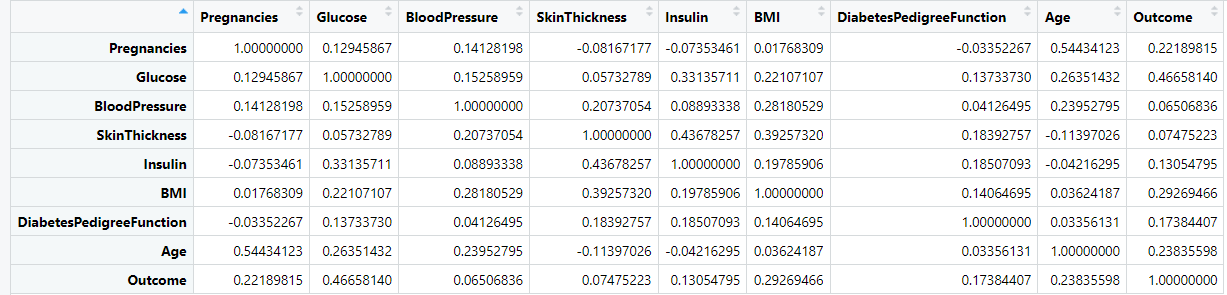 Pregnancies Glucose BloodPressure SkinThickness Insulin BMI DiabetesPedigreeFunction Age Outcome
Pregnancies 1.00000000 0.12945867 0.14128198 -0.08167177 -0.07353461 0.01768309 -0.03352267 0.54434123 0.22189815
Glucose 0.12945867 1.00000000 0.15258959 0.05732789 0.33135711 0.22107107 0.13733730 0.26351432 0.46658140
BloodPressure 0.14128198 0.15258959 1.00000000 0.20737054 0.08893338 0.28180529 0.04126495 0.23952795 0.06506836
SkinThickness -0.08167177 0.05732789 0.20737054 1.00000000 0.43678257 0.39257320 0.18392757 -0.11397026 0.07475223
Insulin -0.07353461 0.33135711 0.08893338 0.43678257 1.00000000 0.19785906 0.18507093 -0.04216295 0.13054795
BMI 0.01768309 0.22107107 0.28180529 0.39257320 0.19785906 1.00000000 0.14064695 0.03624187 0.29269466
DiabetesPedigreeFunction -0.03352267 0.13733730 0.04126495 0.18392757 0.18507093 0.14064695 1.00000000 0.03356131 0.17384407
Age 0.54434123 0.26351432 0.23952795 -0.11397026 -0.04216295 0.03624187 0.03356131 1.00000000 0.23835598
Outcome 0.22189815 0.46658140 0.06506836 0.07475223 0.13054795 0.29269466 0.17384407 0.23835598 1.00000000